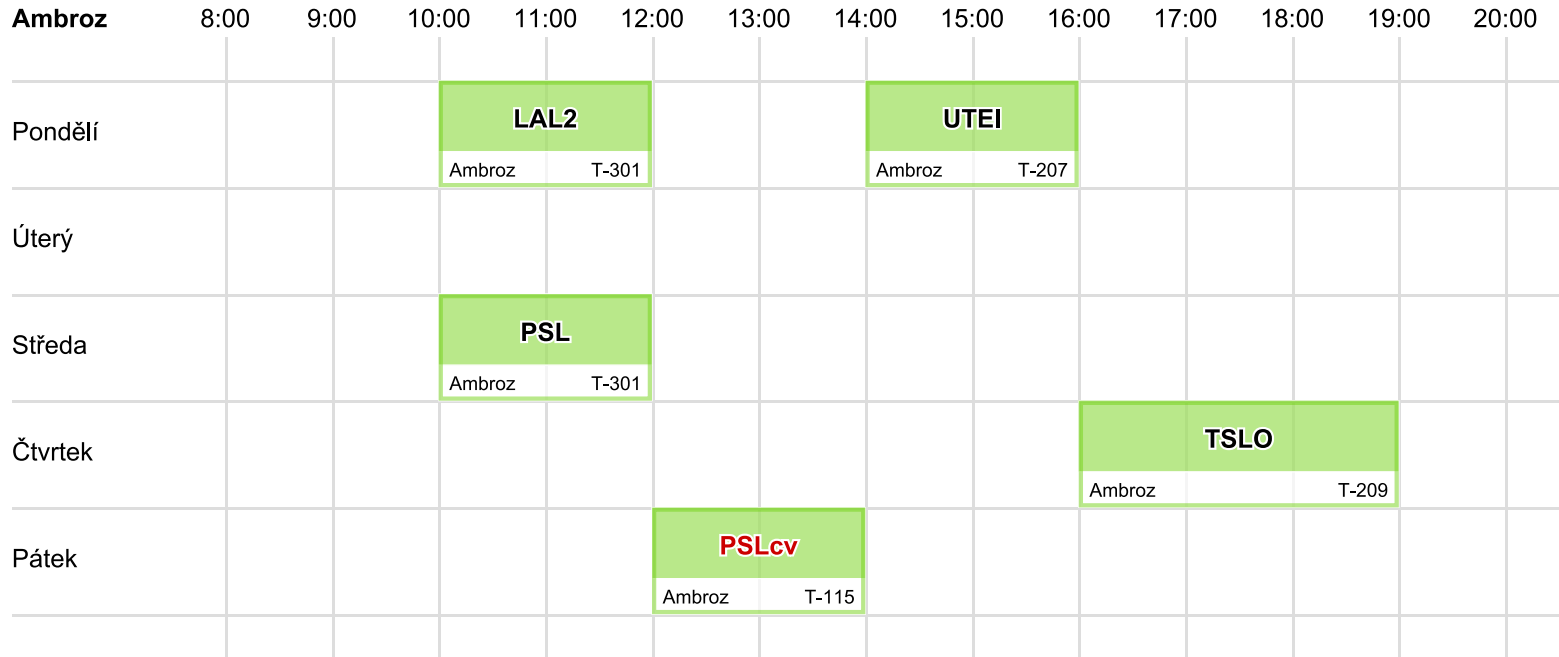 Ambroz 8:00 9:00 10:00 11:00 12:00 13:00 14:00 15:00 16:00 17:00 18:00 19:00 20:00
Pondělí
LAL2
Ambroz T-301
UTEI
Ambroz T-207
Úterý
Středa
PSL
Ambroz T-301
Čtvrtek
TSLO
Ambroz T-209
Pátek
PSLcv
Ambroz T-115